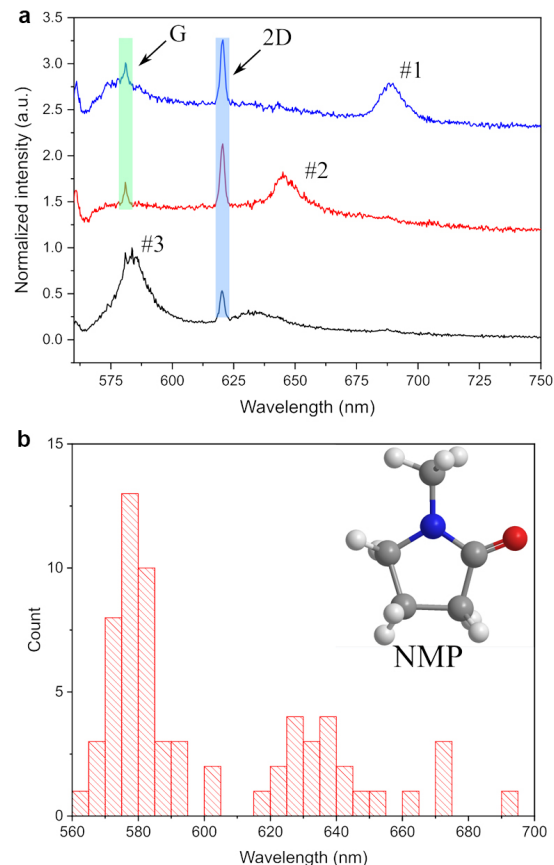 a
G
2D
#1
#2
#3
3.5
3.0
2.5
2.0
1.5
1.0
0.5
0.0
Normalized intensity (a.u.)
575 600 625 650 675 700 725 750
Wavelength (nm)
b
15
10
5
0
Count
NMP
560 580 600 620 640 660 680 700
Wavelength (nm)